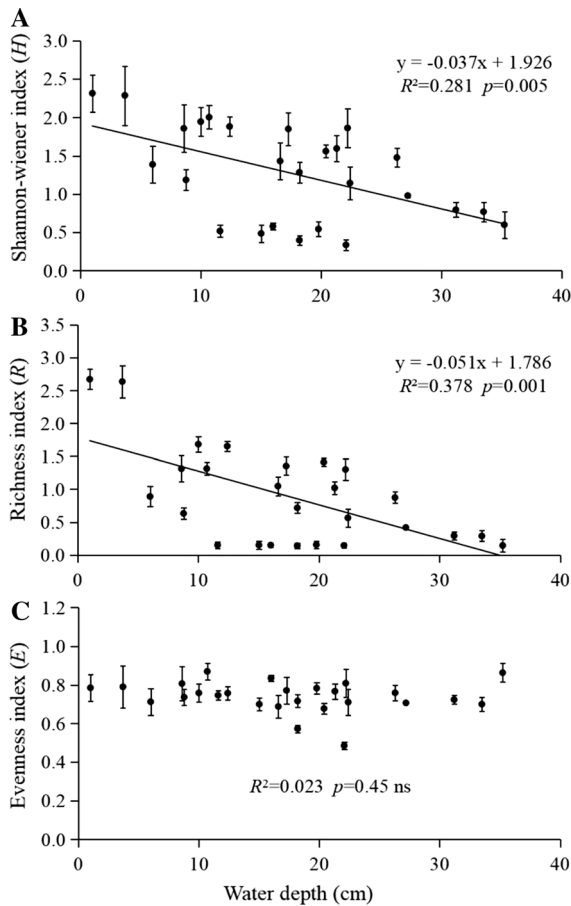 A
Shannon-wiener index (H)
3.0
2.5
2.0
1.5
1.0
0.5
0.0
y = -0.037x + 1.926
R²=0.281 p=0.005
0 10 20 30 40
B
Richness index (R)
3.5
3.0
2.5
2.0
1.5
1.0
0.5
0.0
y = -0.051x + 1.786
R²=0.378 p=0.001
0 10 20 30 40
C
Evenness index (E)
1.2
1.0
0.8
0.6
0.4
0.2
0.0
R²=0.023 p=0.45 ns
0 10 20 30 40
Water depth (cm)